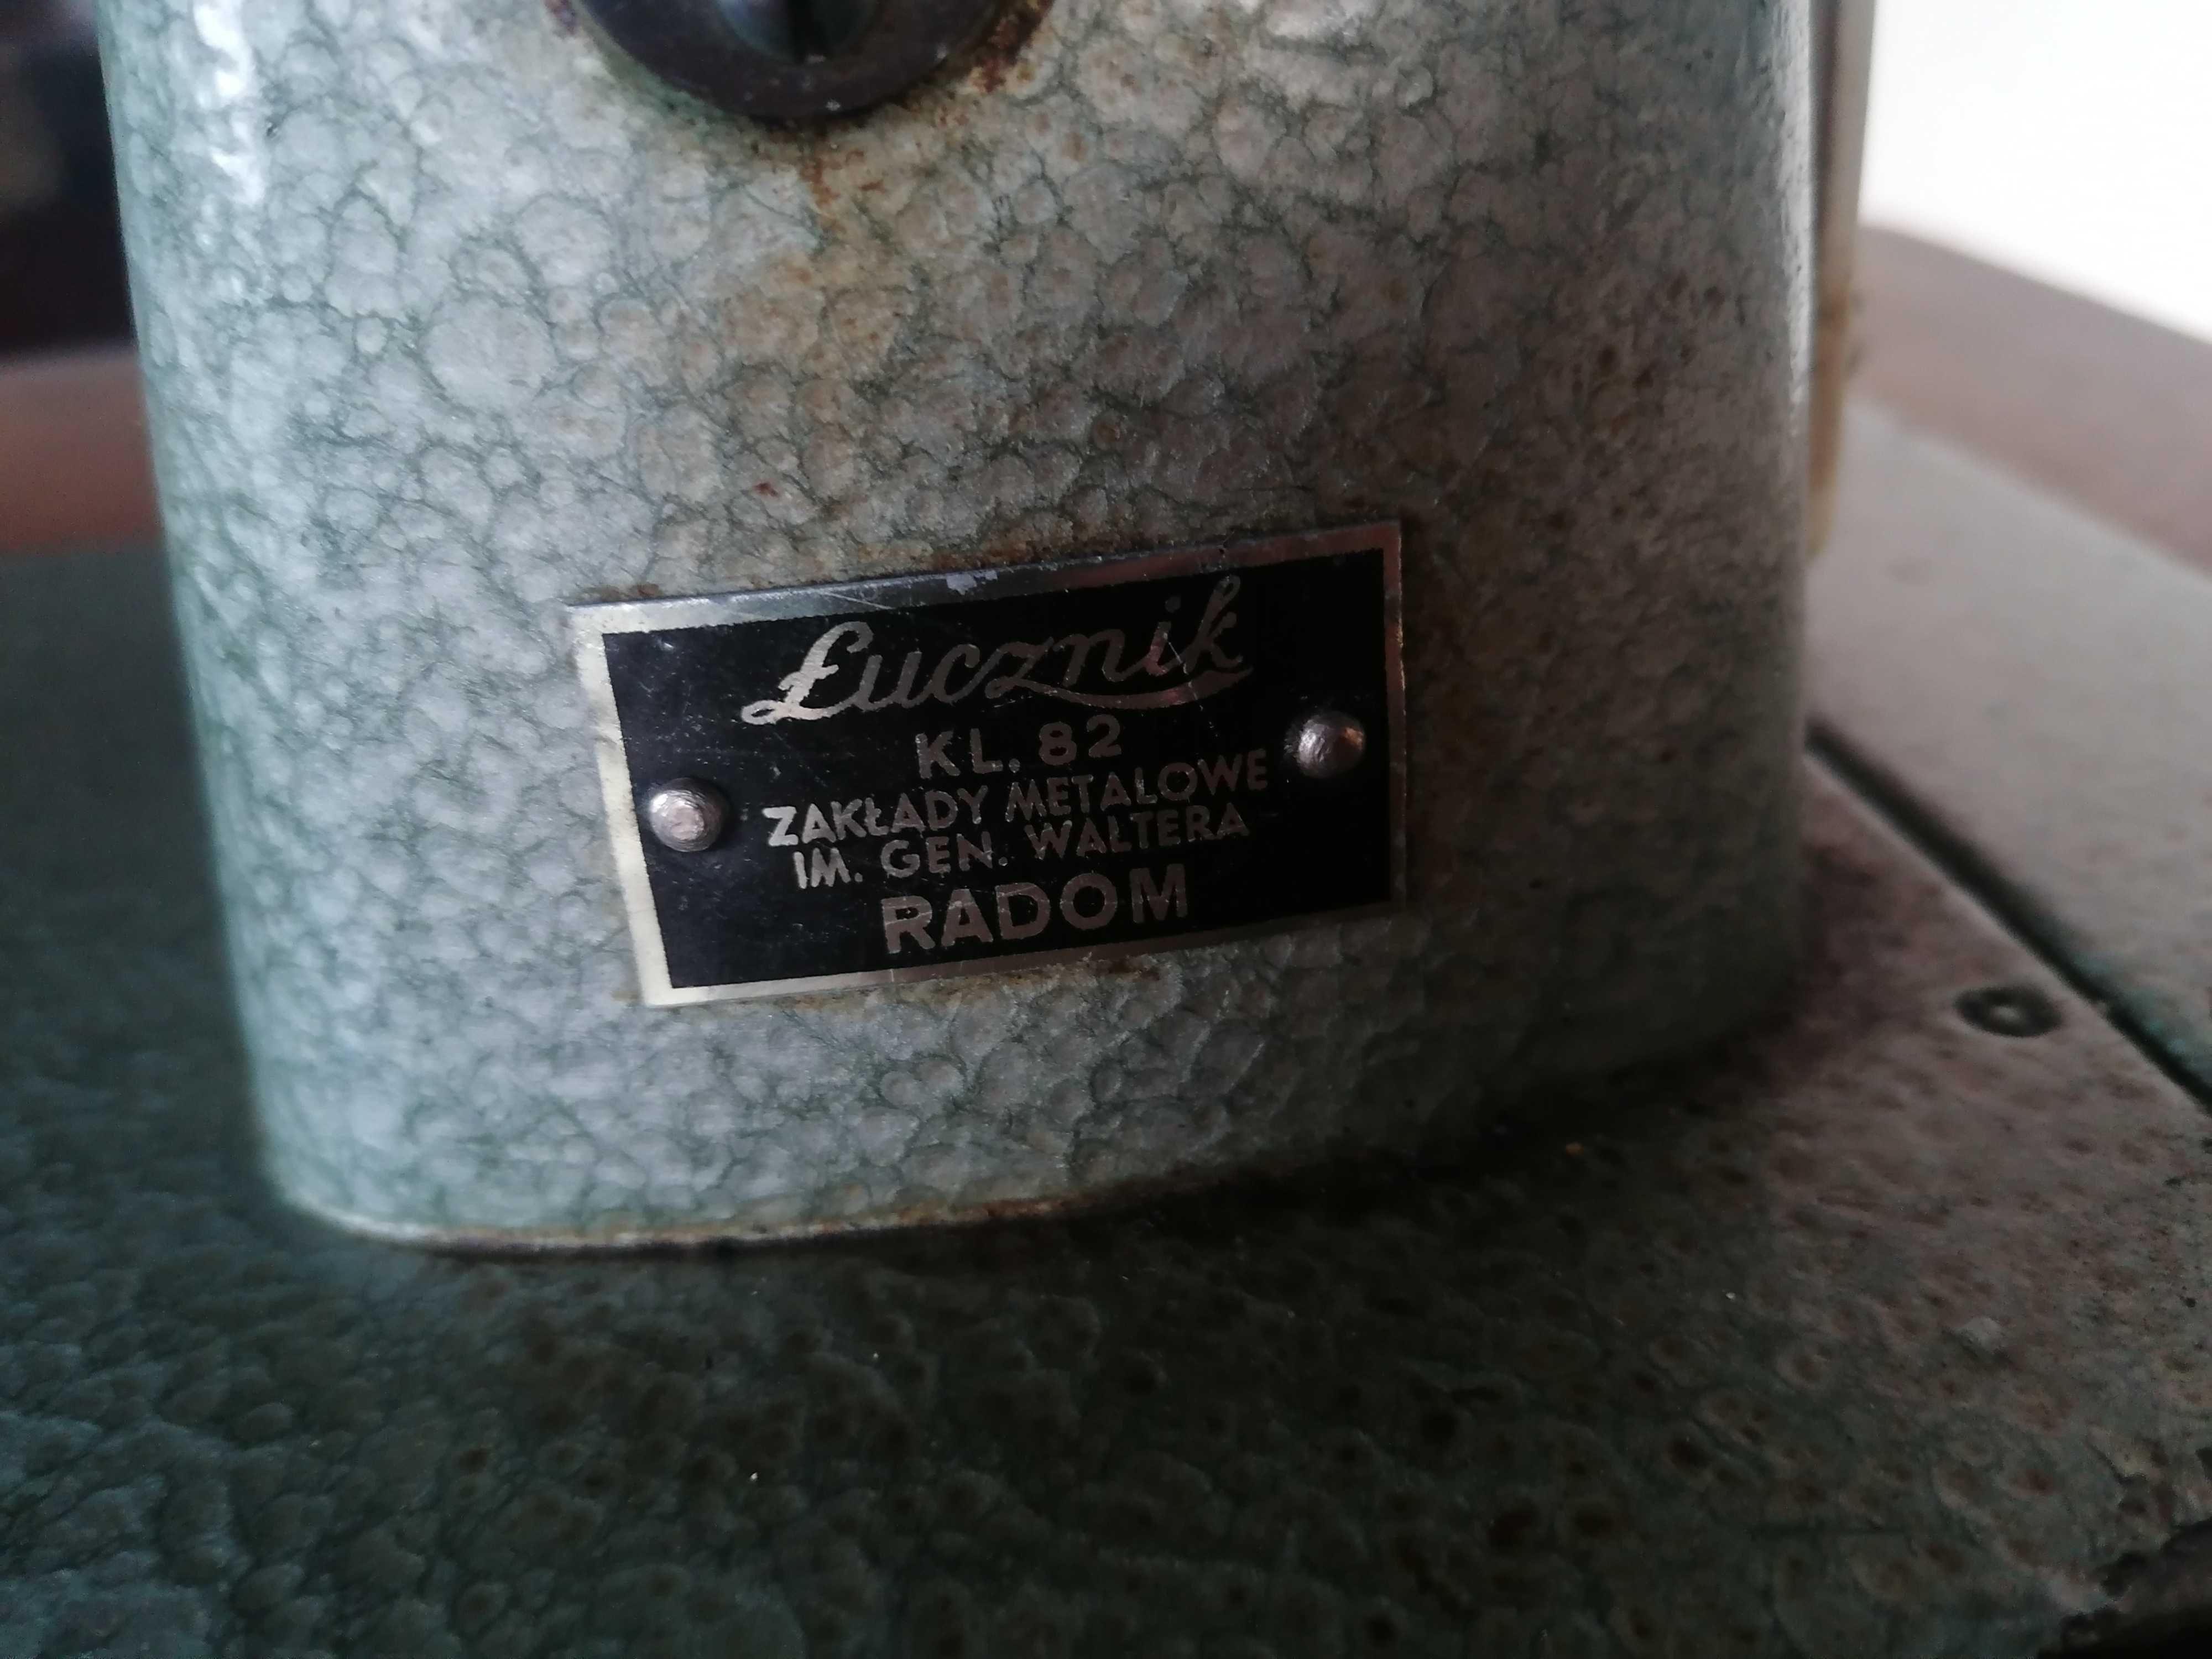 Łucznik
KL. 82
ZAKŁADY METALOWE
IM. GEN. WALTERA
RADOM